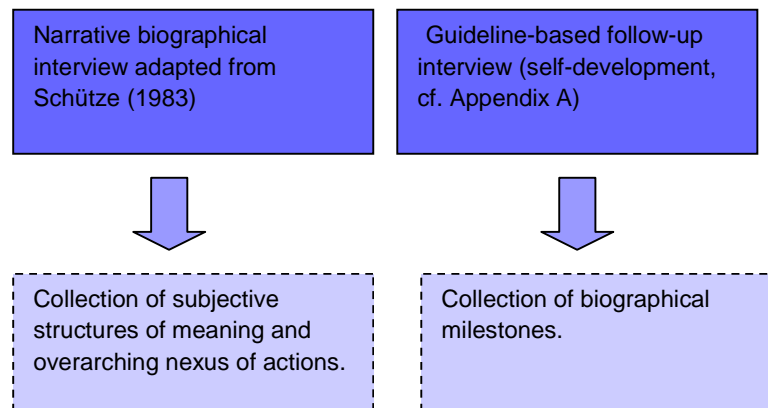 Narrative biographical
interview adapted from
Schütze (1983)
Guideline-based follow-up
interview (self-development,
cf. Appendix A)
Collection of subjective
structures of meaning and
overarching nexus of actions.
Collection of biographical
milestones.